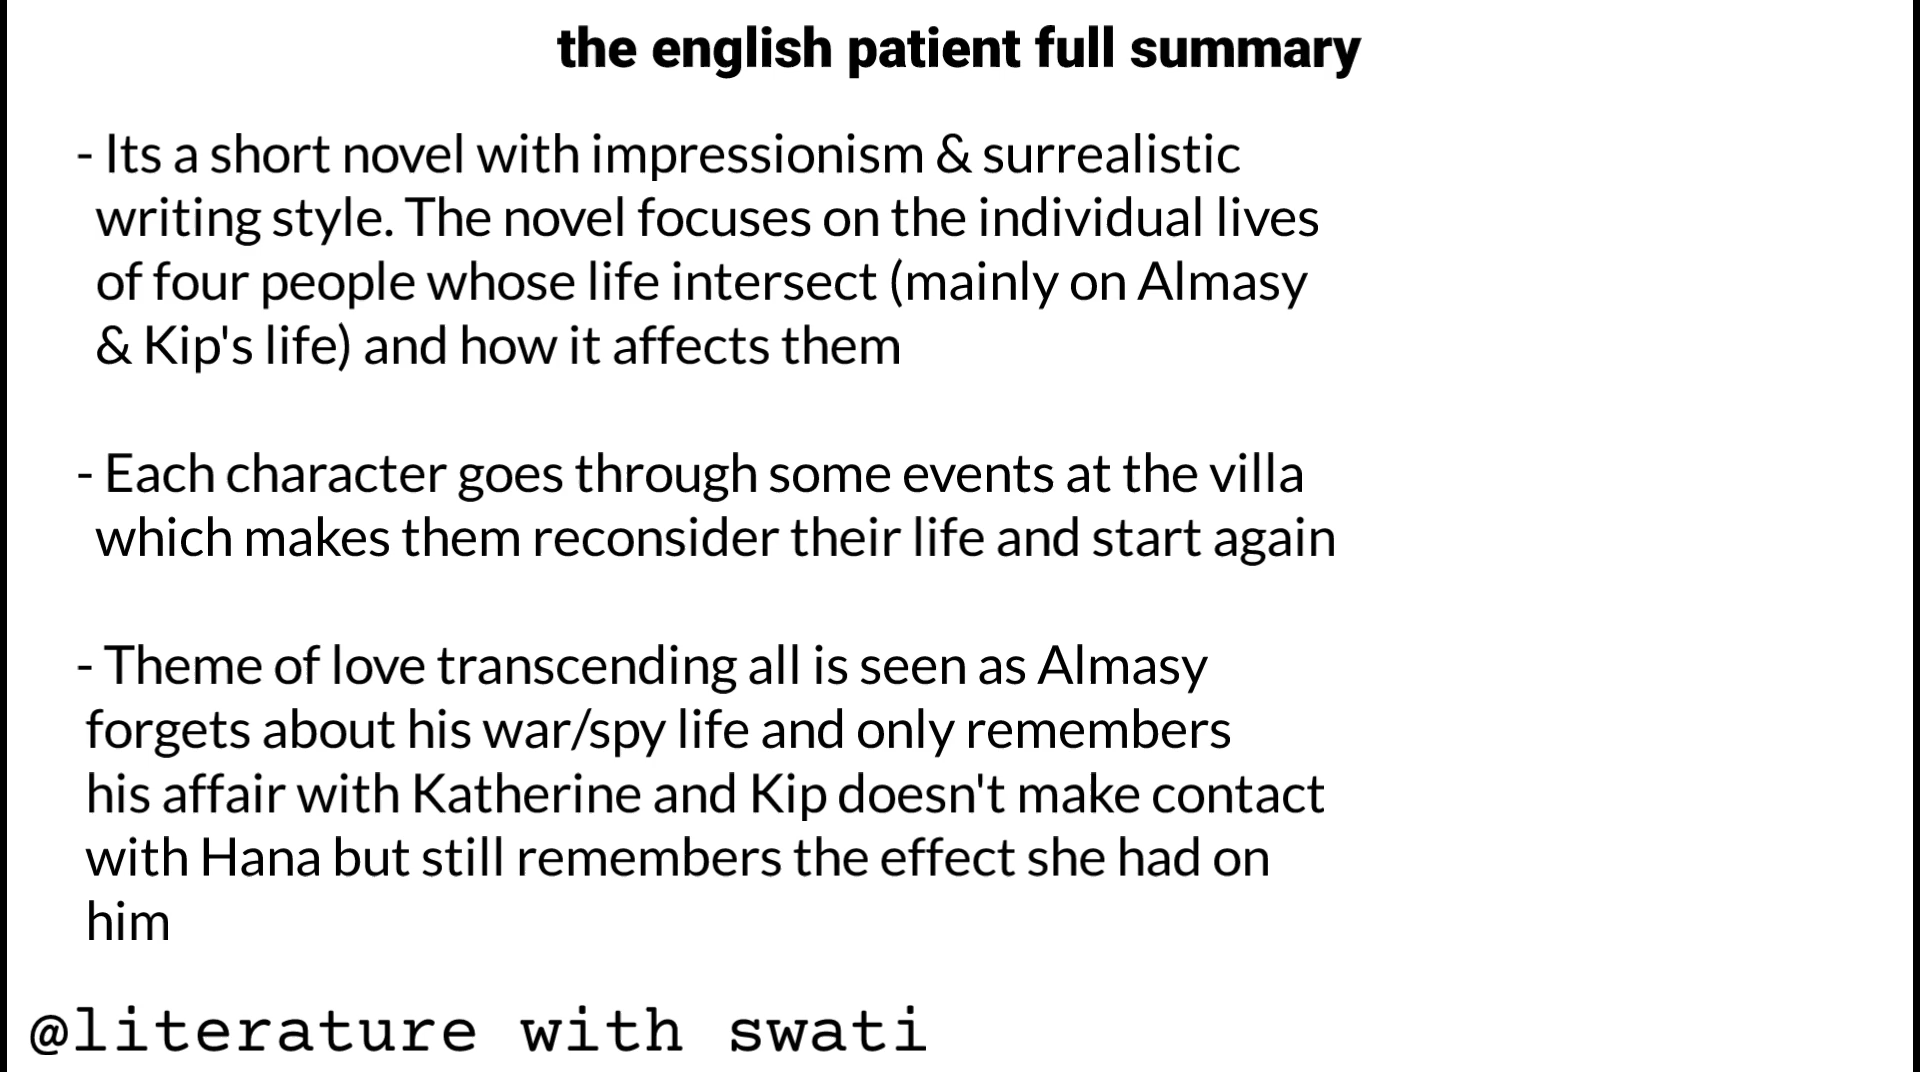 the english patient full summary
- Its a short novel with impressionism & surrealistic
writing style. The novel focuses on the individual lives
of four people whose life intersect (mainly on Almasy
& Kip's life) and how it affects them
- Each character goes through some events at the villa
which makes them reconsider their life and start again
- Theme of love transcending all is seen as Almasy
forgets about his war/spy life and only remembers
his affair with Katherine and Kip doesn't make contact
with Hana but still remembers the effect she had on
him
@literature with swati